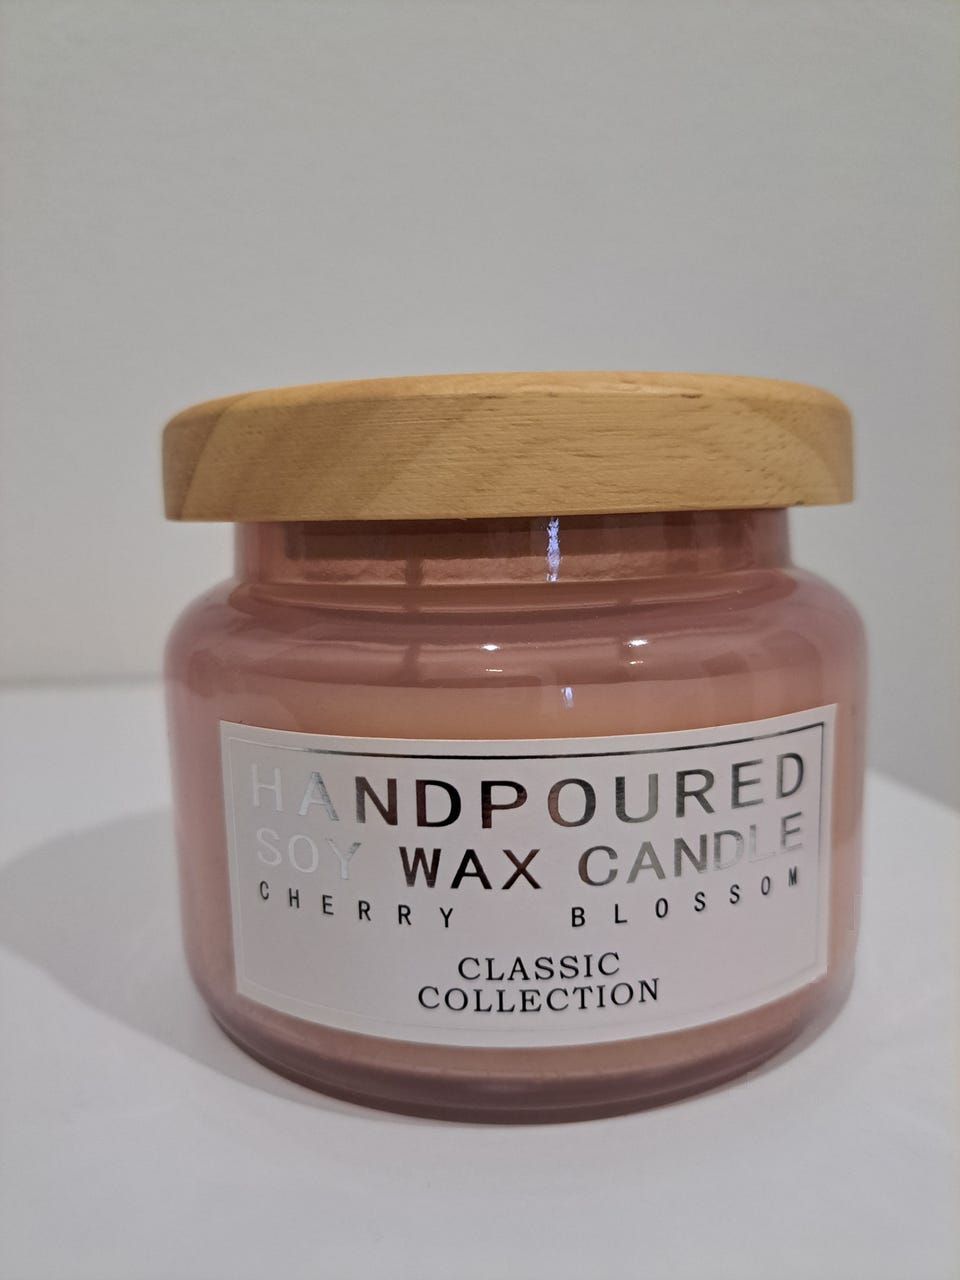 HANDPOURED
SOY WAX CANDLE
CHERRY BLOSSOM
CLASSIC
COLLECTION